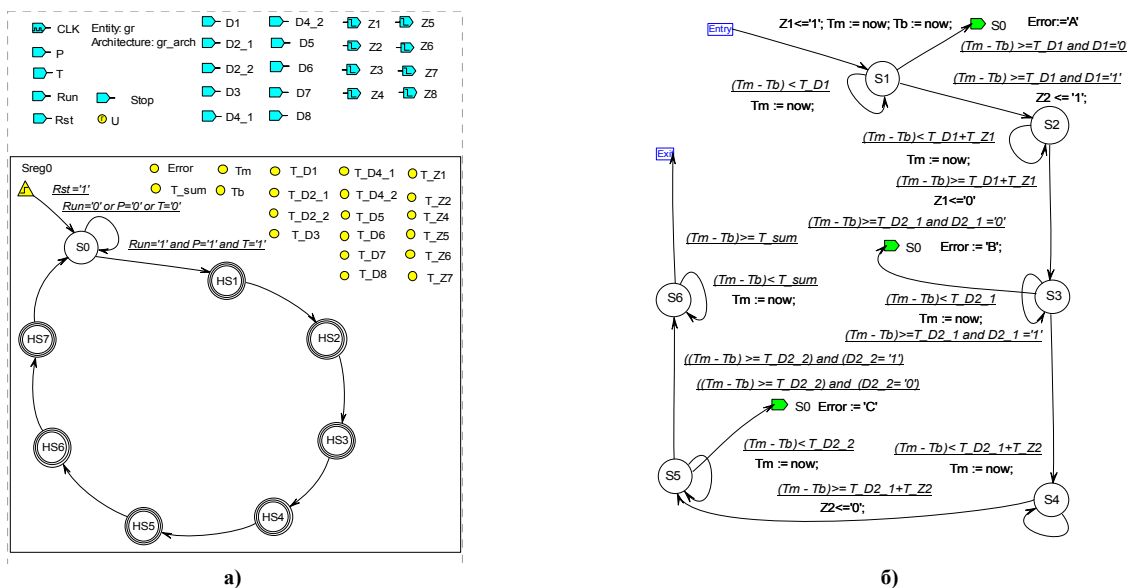 CLK
Entity: gr
Architecture: gr_arch
P
T
Run
Stop
Rst
U
D1
D2_1
D2_2
D3
D4_1
D4_2
D5
D6
D7
D8
Z1
Z2
Z3
Z4
Z5
Z6
Z7
Z8
Sreg0
Error
T_sum
Tm
Tb
T_D1
T_D2_1
T_D2_2
T_D3
T_D4_1
T_D4_2
T_D5
T_D6
T_D7
T_D8
T_Z1
T_Z2
T_Z4
T_Z5
T_Z6
T_Z7
Rst ='1'
Run='0' or P='0' or T='0'
S0
Run='1' and P='1' and T='1'
HS1
HS2
HS3
HS4
HS5
HS6
HS7
а)
Entry
Z1<='1'; Tm := now; Tb := now;
S0 Error:='A'
(Tm - Tb) >=T_D1 and D1='0'
S1
(Tm - Tb) < T_D1
Tm := now;
(Tm - Tb) >=T_D1 and D1='1'
Z2 <= '1';
S2
(Tm - Tb)< T_D1+T_Z1
Tm := now;
Exit
(Tm - Tb)>= T_D1+T_Z1
Z1<='0'
(Tm - Tb)>=T_D2_1 and D2_1 ='0'
S0 Error := 'B';
(Tm - Tb)>= T_sum
S6
(Tm - Tb)< T_sum
Tm := now;
(Tm - Tb)< T_D2_1
Tm := now;
S3
(Tm - Tb)>=T_D2_1 and D2_1 ='1'
((Tm - Tb) >= T_D2_2) and (D2_2= '1')
((Tm - Tb) >= T_D2_2) and (D2_2= '0')
S0 Error := 'C'
(Tm - Tb)< T_D2_2
Tm := now;
(Tm - Tb)< T_D2_1+T_Z2
Tm := now;
S5
(Tm - Tb)>= T_D2_1+T_Z2
Z2<='0';
S4
б)